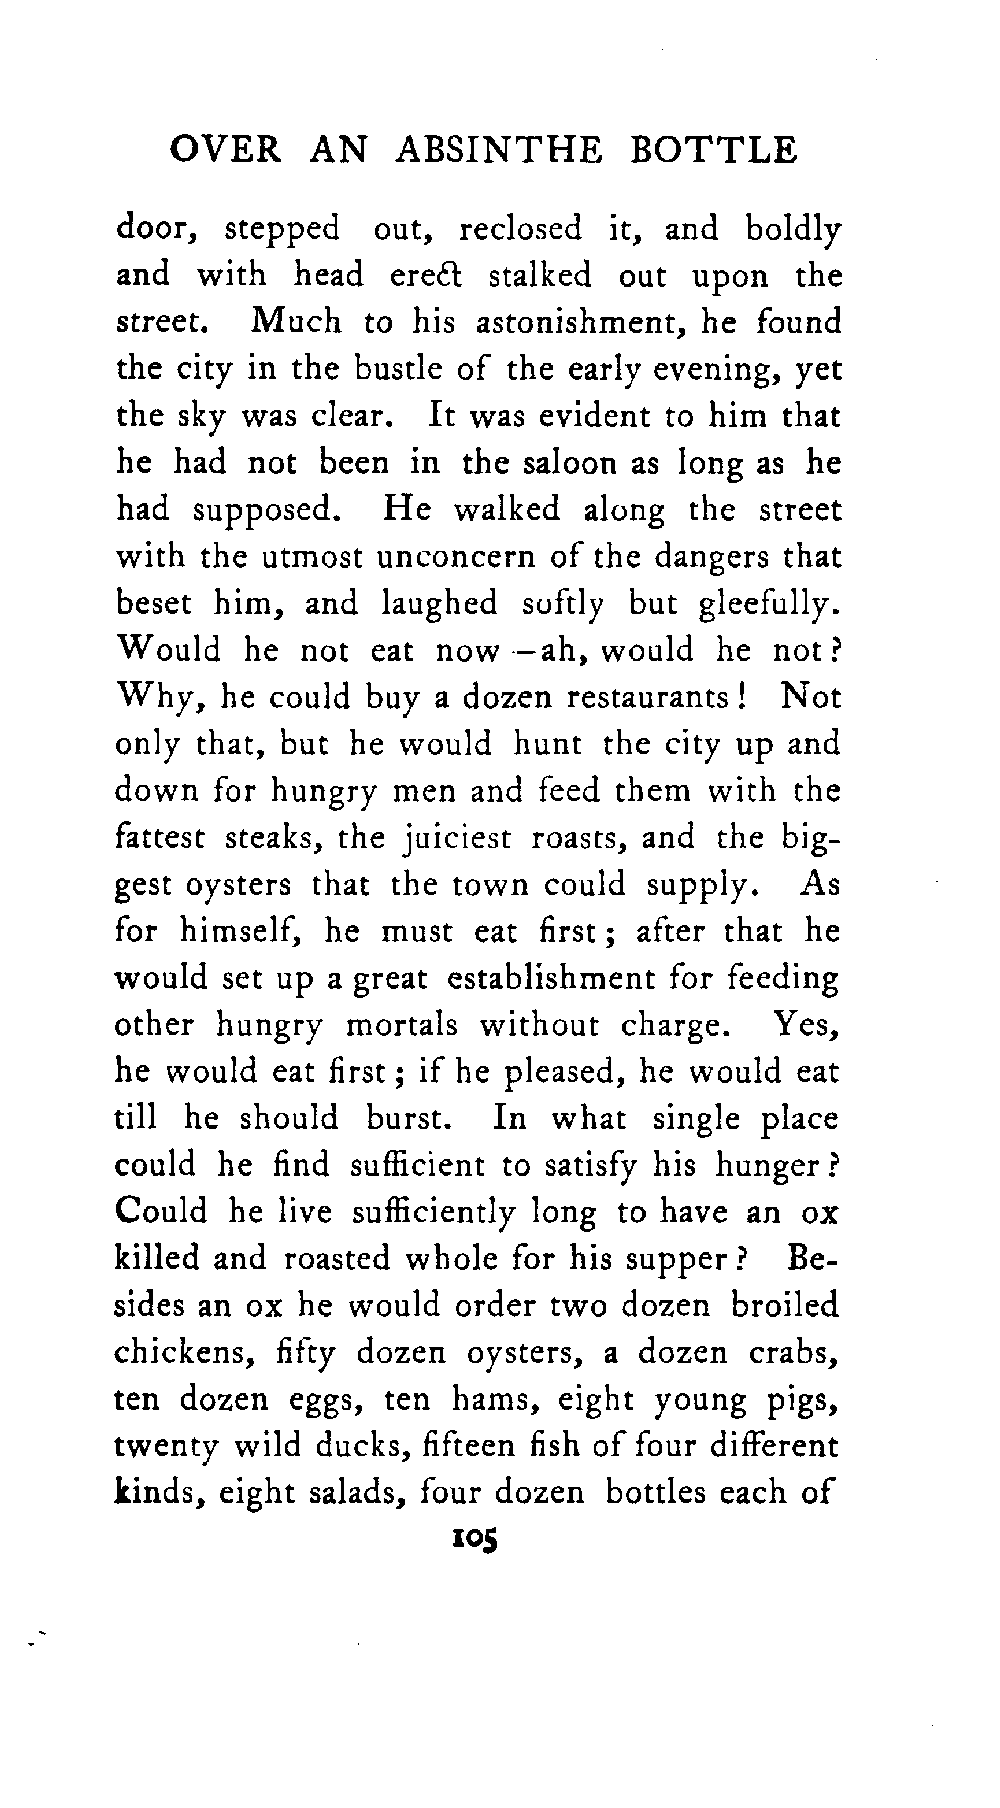 OVER AN ABSINTHE BOTTLE
door, stepped out, reclosed it, and boldly
and with head erect stalked out upon the
street. Much to his astonishment, he found
the city in the bustle of the early evening, yet
the sky was clear. It was evident to him that
he had not been in the saloon as long as he
had supposed. He walked along the street
with the utmost unconcern of the dangers that
beset him, and laughed softly but gleefully.
Would he not eat now—ah, would he not?
Why, he could buy a dozen restaurants! Not
only that, but he would hunt the city up and
down for hungry men and feed them with the
fattest steaks, the juiciest roasts, and the big-
gest oysters that the town could supply. As
for himself, he must eat first; after that he
would set up a great establishment for feeding
other hungry mortals without charge. Yes,
he would eat first; if he pleased, he would eat
till he should burst. In what single place
could he find sufficient to satisfy his hunger?
Could he live sufficiently long to have an ox
killed and roasted whole for his supper? Be-
sides an ox he would order two dozen broiled
chickens, fifty dozen oysters, a dozen crabs,
ten dozen eggs, ten hams, eight young pigs,
twenty wild ducks, fifteen fish of four different
kinds, eight salads, four dozen bottles each of
105